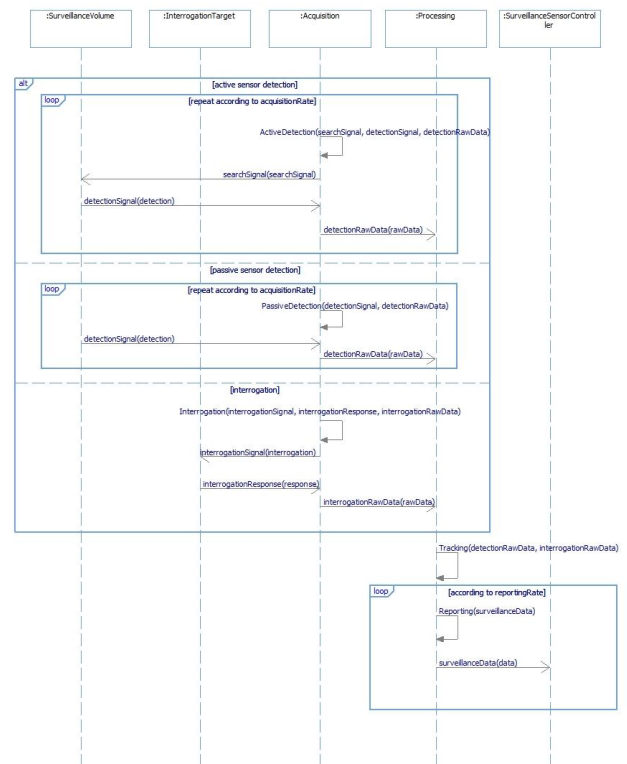 :SurveillanceVolume
:InterrogationTarget
:Acquisition
:Processing
:SurveillanceSensorControl
ler
alt
[active sensor detection]
loop
[repeat according to acquisitionRate]
ActiveDetection(searchSignal, detectionSignal, detectionRawData)
searchSignal(searchSignal)
detectionSignal(detection)
detectionRawData(rawData)
[passive sensor detection]
loop
[repeat according to acquisitionRate]
PassiveDetection(detectionSignal, detectionRawData)
detectionSignal(detection)
detectionRawData(rawData)
[interrogation]
Interrogation(interrogationSignal, interrogationResponse, interrogationRawData)
interrogationSignal(interrogation)
interrogationResponse(response)
interrogationRawData(rawData)
Tracking(detectionRawData, interrogationRawData)
loop
[according to reportingRate]
Reporting(surveillanceData)
surveillanceData(data)